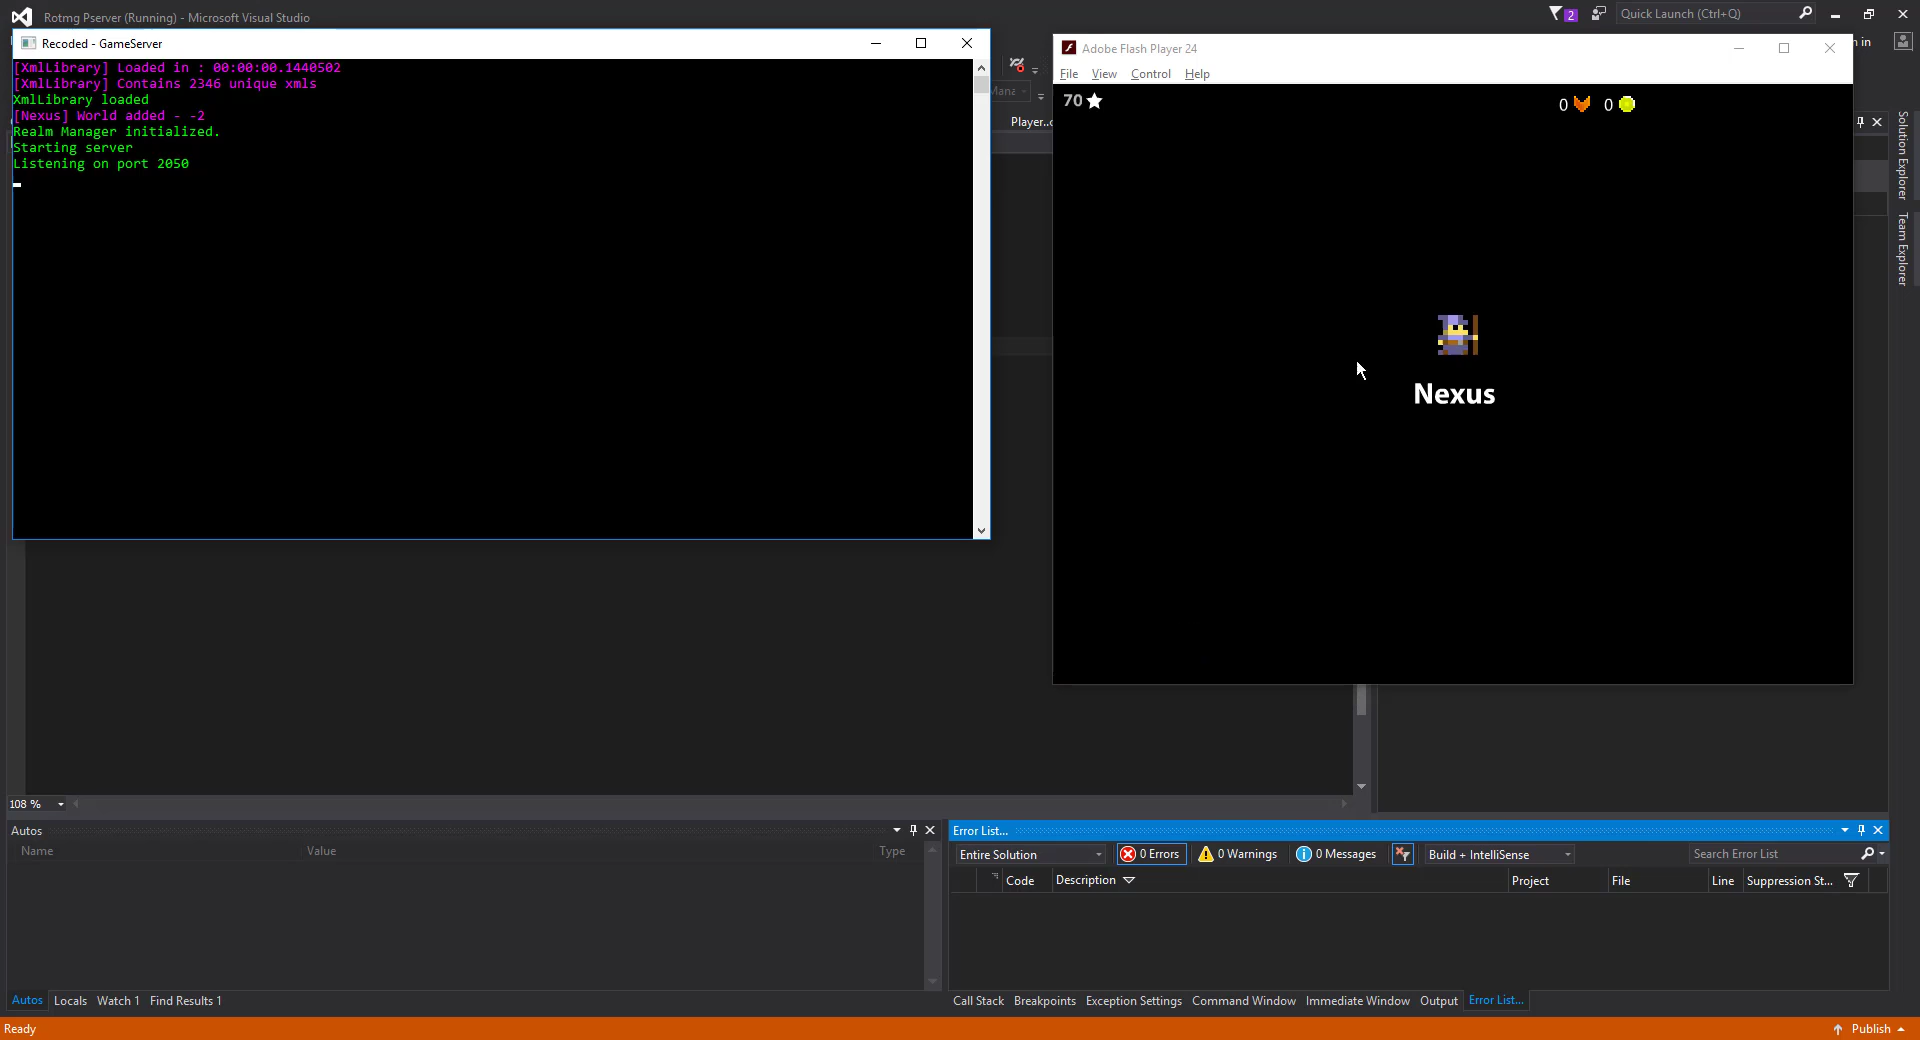 Rotmg Pserver (Running) - Microsoft Visual Studio
2
Quick Launch (Ctrl+Q)
Recoded - GameServer
[XmlLibrary] Loaded in : 00:00:00.1440502
[XmlLibrary] Contains 2346 unique xmls
XmlLibrary loaded
[Nexus] World added - -2
Realm Manager initialized.
Starting server
Listening on port 2050
Player..
Adobe Flash Player 24
File View Control Help
70
0 0
Nexus
in
Solution Explorer
Team Explorer
108 %
Autos
Name Value Type
Autos Locals Watch 1 Find Results 1
Error List...
Entire Solution 0 Errors 0 Warnings 0 Messages Build + IntelliSense Search Error List
Code Description Project File Line Suppression St...
Call Stack Breakpoints Exception Settings Command Window Immediate Window Output Error List...
Ready
Publish